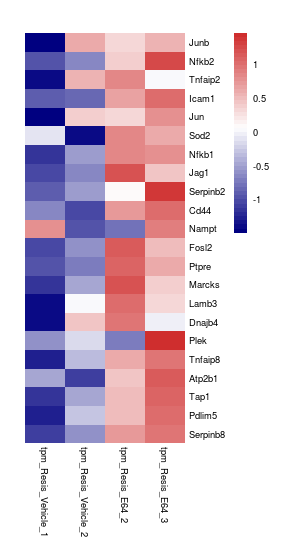 Junb
Nfkb2
Tnfaip2
Icam1
Jun
Sod2
Nfkb1
Jag1
Serpinb2
Cd44
Nampt
Fosl2
Ptpre
Marcks
Lamb3
Dnajb4
Plek
Tnfaip8
Atp2b1
Tap1
Pdlim5
Serpinb8
1
0.5
0
-0.5
-1
tpm_Resis_Vehicle_1
tpm_Resis_Vehicle_2
tpm_Resis_E64_2
tpm_Resis_E64_3